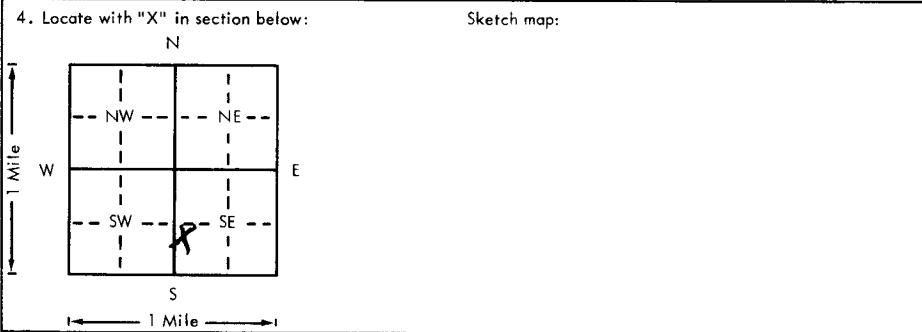 4. Locate with "X" in section below:
Sketch map:
N
NW
NE
1 Mile
W
E
SW
SE
X
S
1 Mile